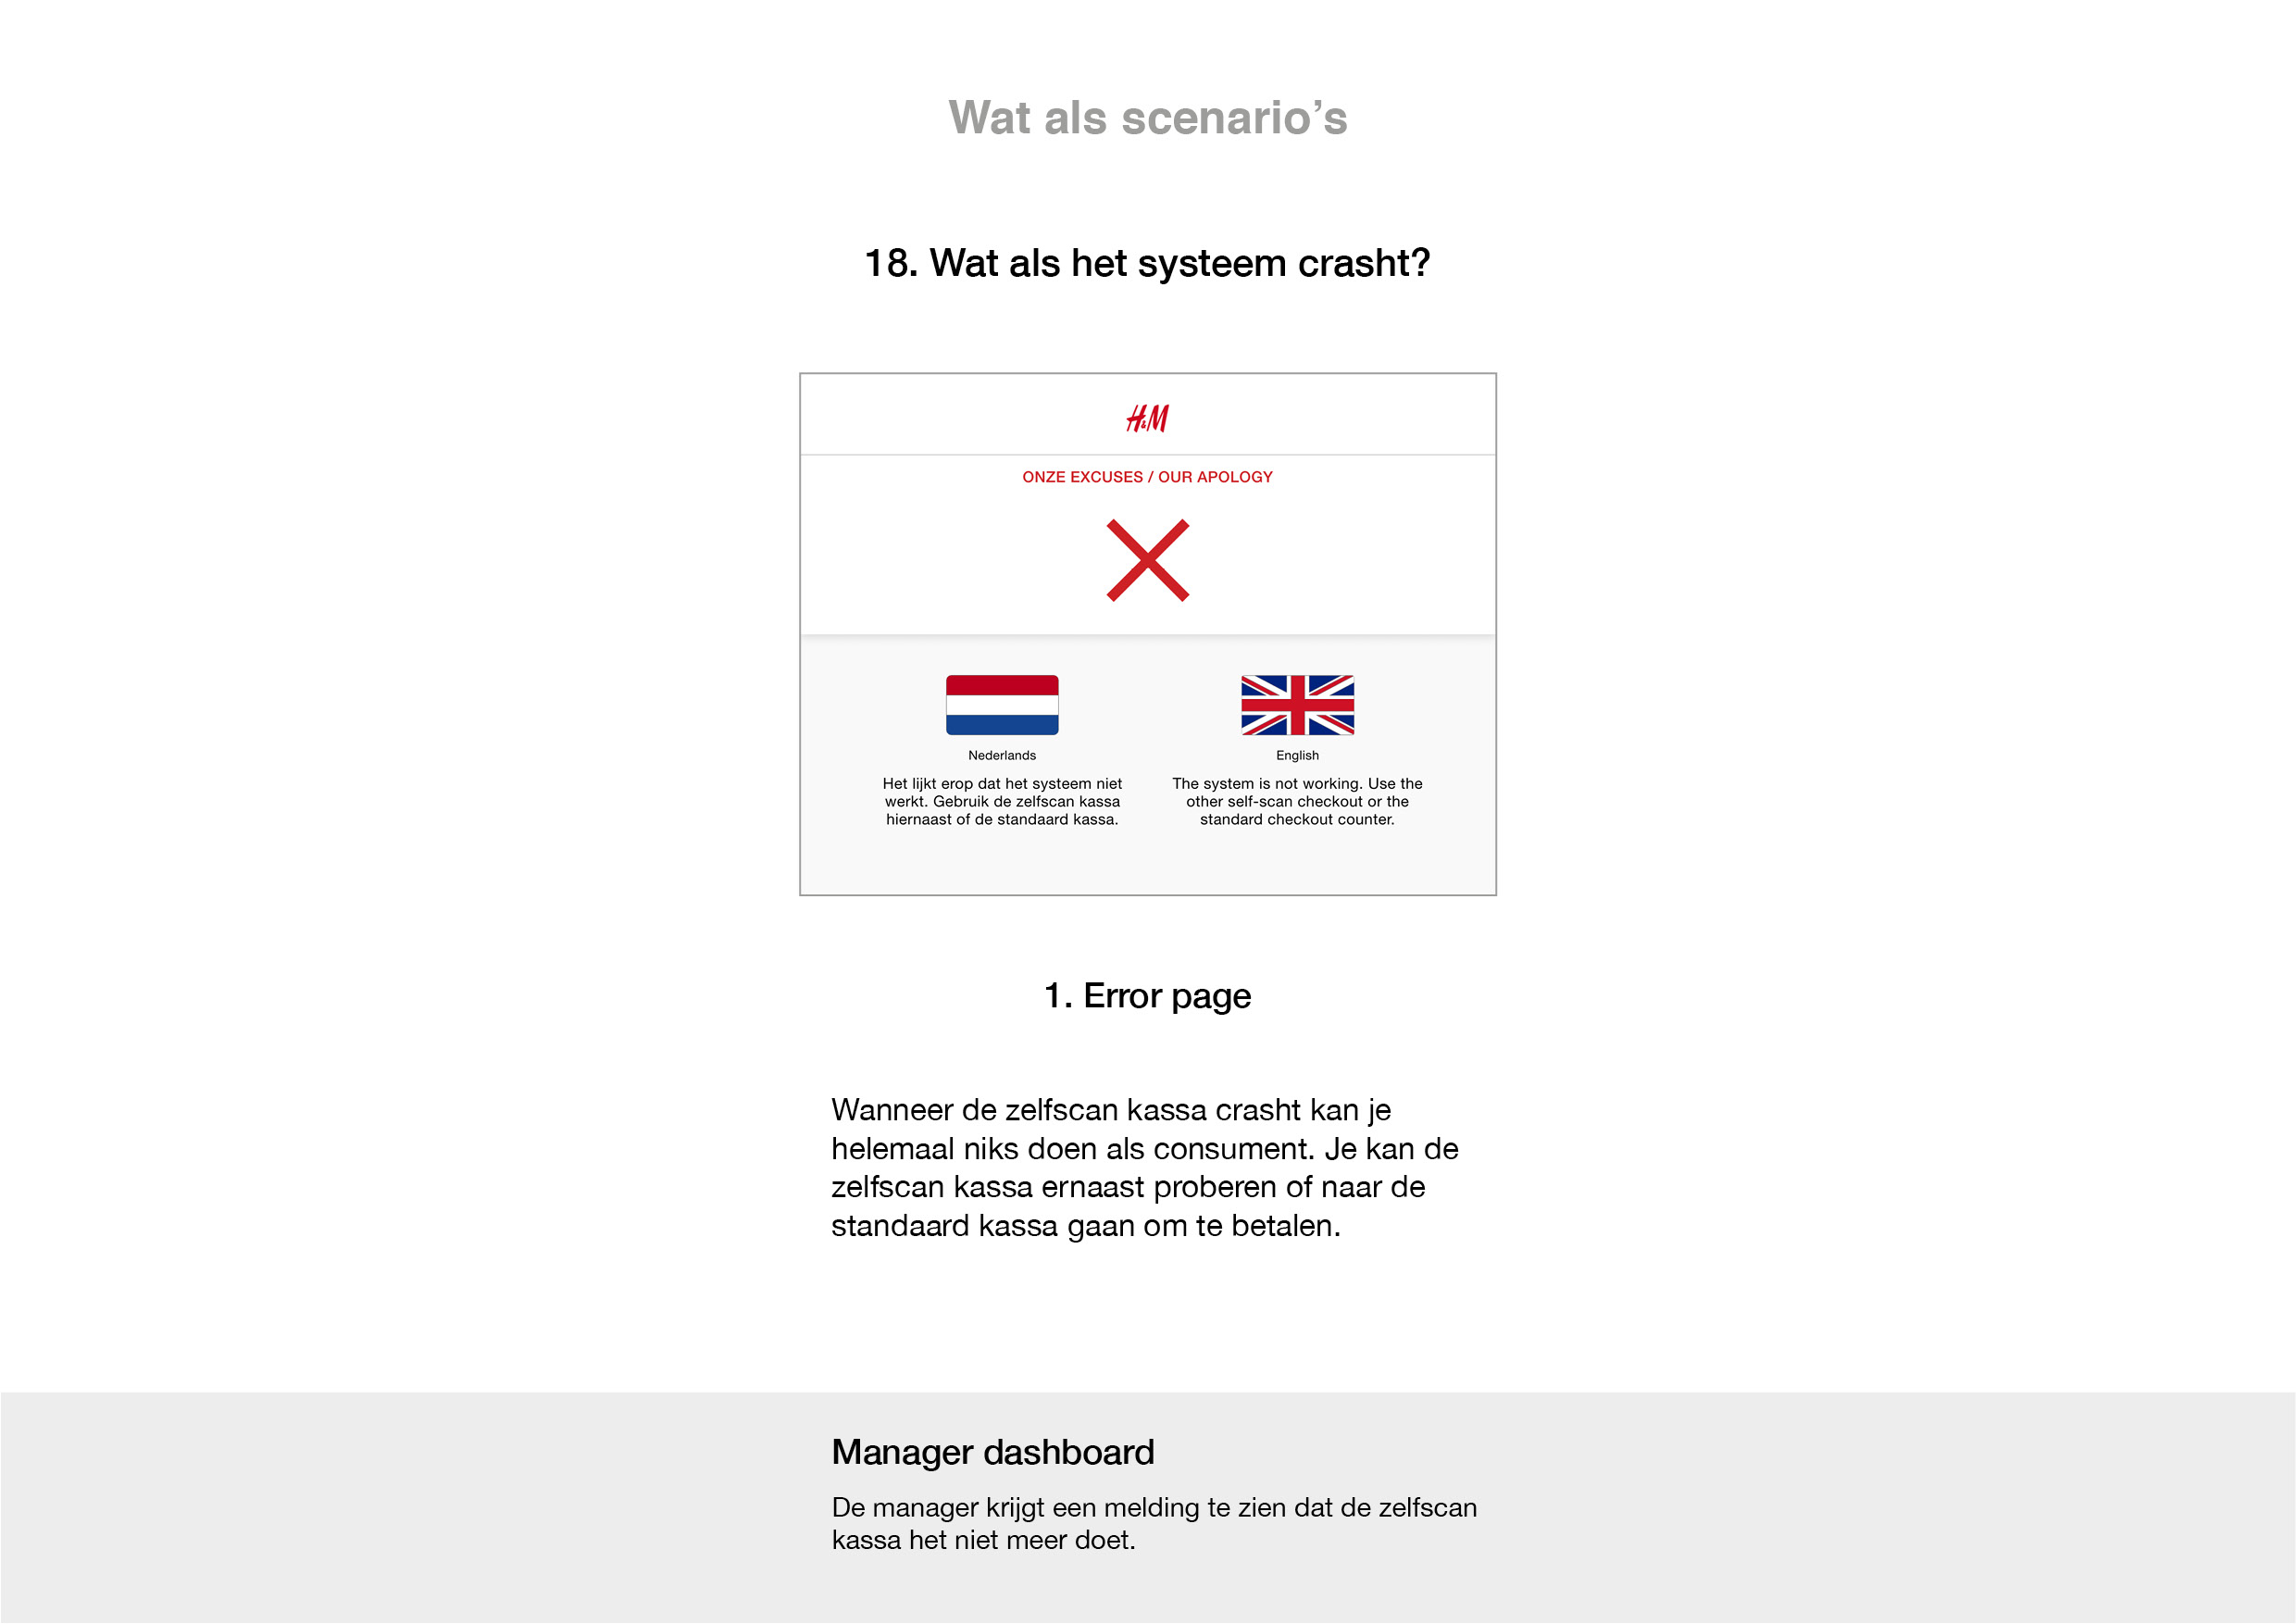 Wat als scenario’s
18. Wat als het systeem crasht?
H&M
ONZE EXCUSES / OUR APOLOGY
Nederlands
Het lijkt erop dat het systeem niet
werkt. Gebruik de zelfscan kassa
hiernaast of de standaard kassa.
English
The system is not working. Use the
other self-scan checkout or the
standard checkout counter.
1. Error page
Wanneer de zelfscan kassa crasht kan je
helemaal niks doen als consument. Je kan de
zelfscan kassa ernaast proberen of naar de
standaard kassa gaan om te betalen.
Manager dashboard
De manager krijgt een melding te zien dat de zelfscan
kassa het niet meer doet.